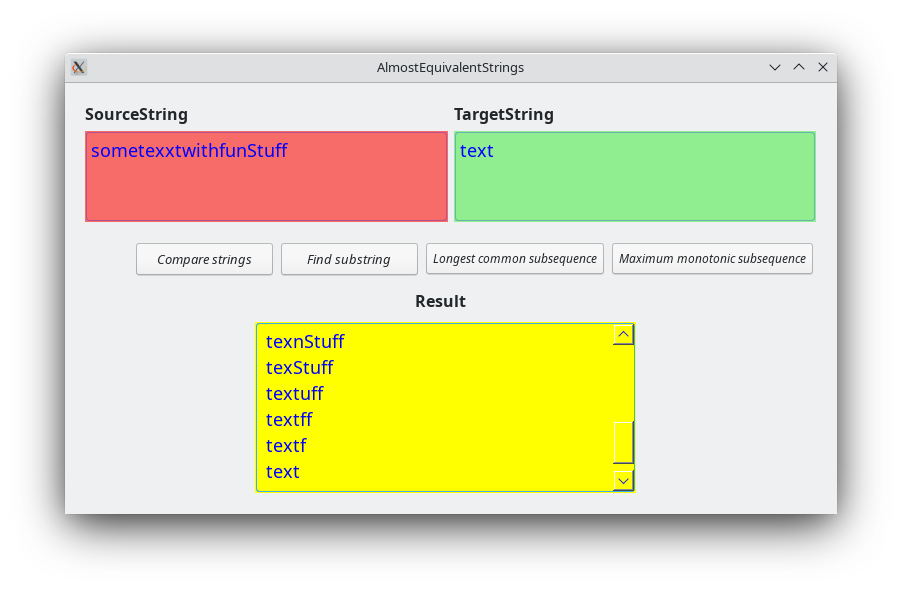 AlmostEquivalentStrings
SourceString
TargetString
sometexxtwithfunStuff
text
Compare strings
Find substring
Longest common subsequence
Maximum monotonic subsequence
Result
texnStuff
texStuff
textuff
textff
textf
text